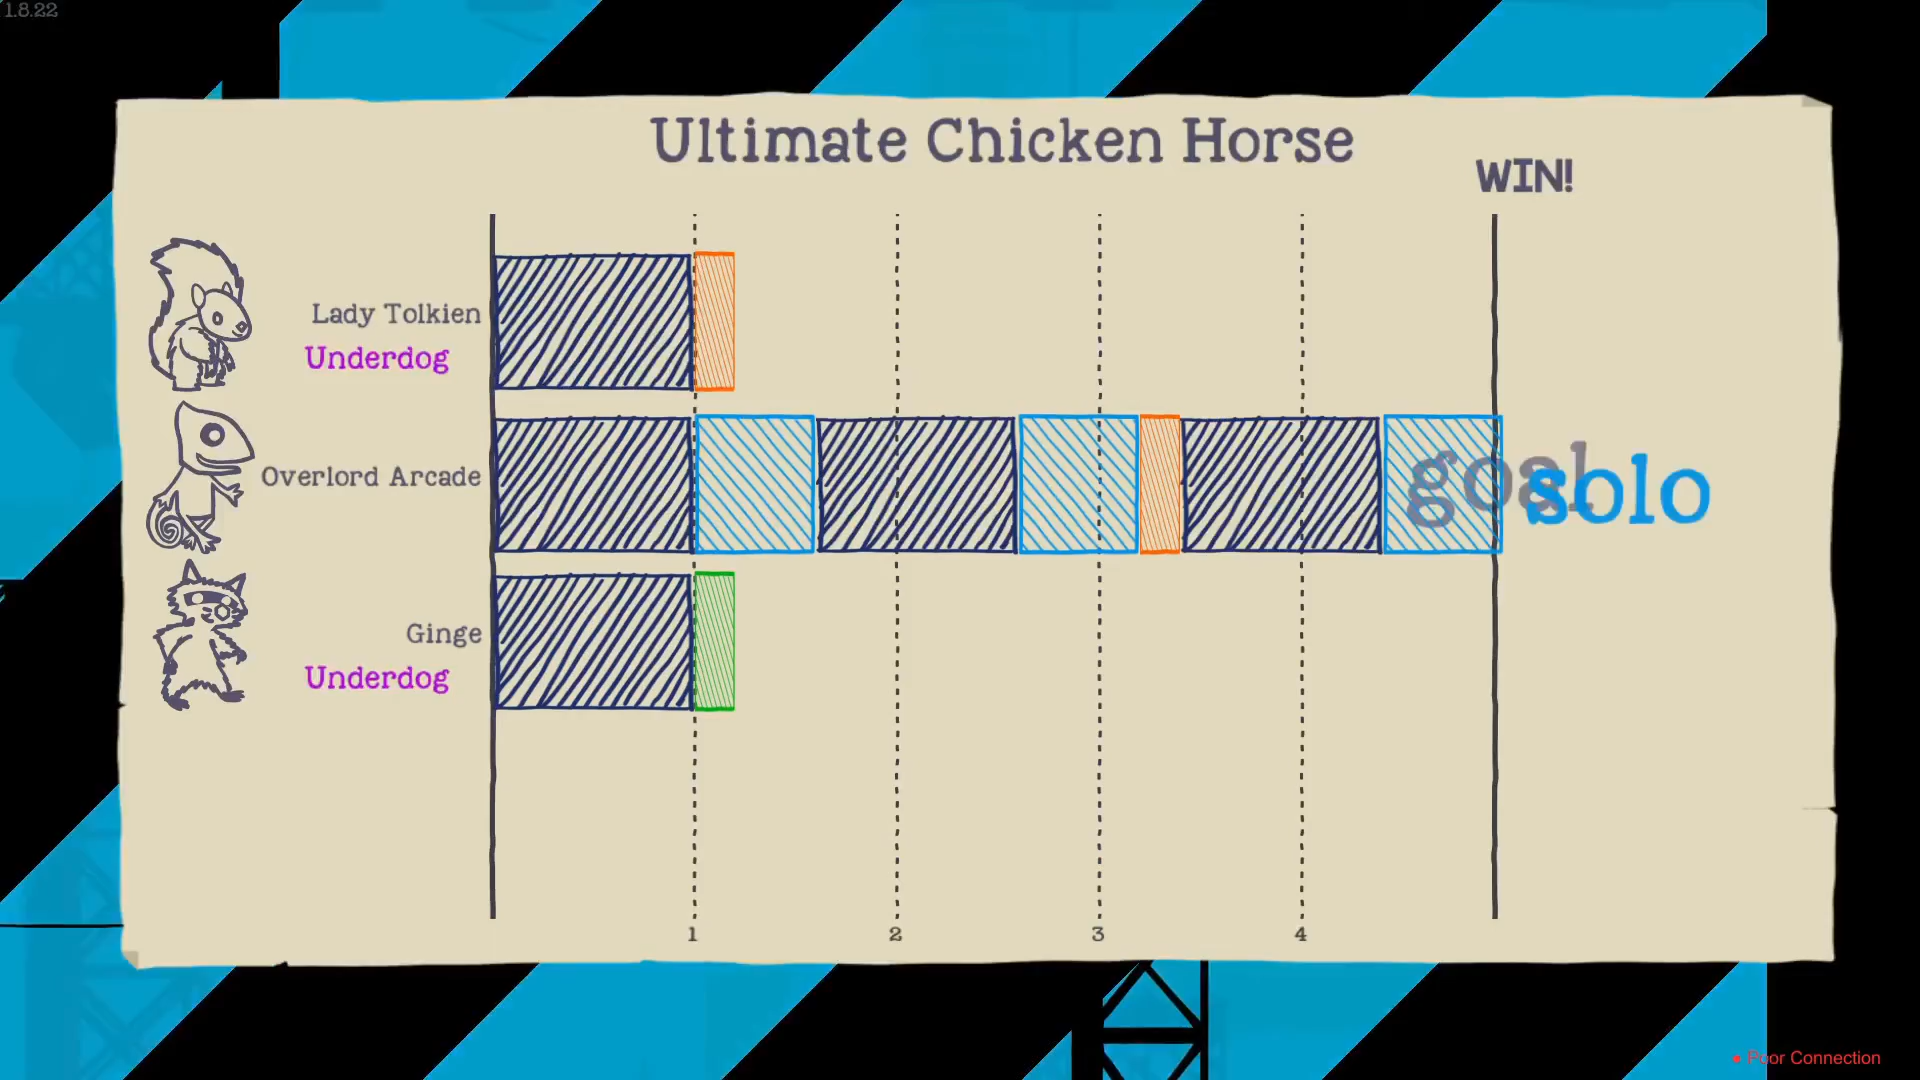 1.8.22
Ultimate Chicken Horse
WIN!
Lady Tolkien
Underdog
Overlord Arcade
goal
solo
Ginge
Underdog
1 2 3 4
Poor Connection